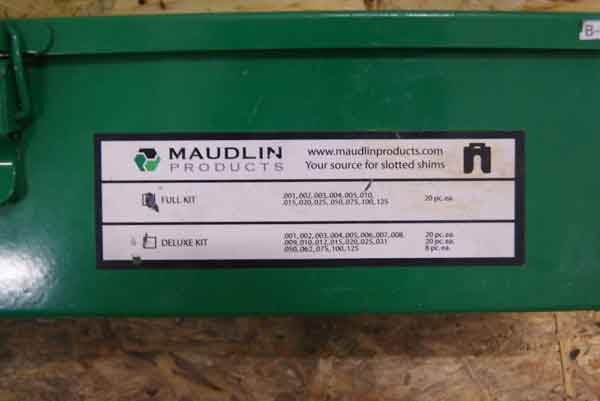 B-
MAUDLIN
PRODUCTS
www.maudlinproducts.com
Your source for slotted shims
FULL KIT
.001,.002,.003,.004,.005,.010,
.015,.020,.025,.050,.075,.100,.125
20 pc. ea.
DELUXE KIT
.001,.002,.003,.004,.005,.006,.007,.008,
.009,.010,.012,.015,.020,.025,.031
.050,.062,.075,.100,.125
20 pc. ea.
20 pc. ea.
8 pc. ea.